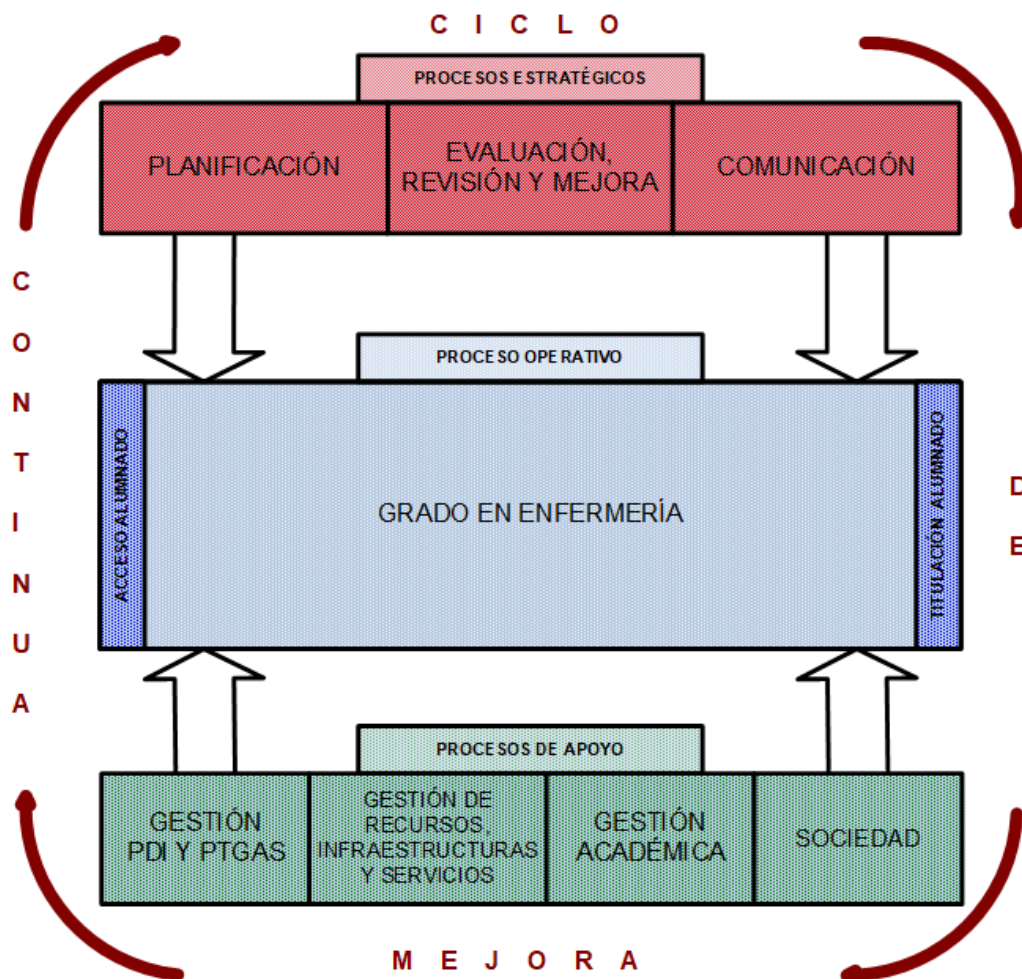 C I C L O
PROCESOS ESTRATÉGICOS
PLANIFICACIÓN
EVALUACIÓN,
REVISIÓN Y MEJORA
COMUNICACIÓN
PROCESO OPERATIVO
ACCESO ALUMNADO
GRADO EN ENFERMERÍA
TITULACIÓN ALUMNADO
D E
PROCESOS DE APOYO
GESTIÓN
PDI Y PTGAS
GESTIÓN DE
RECURSOS,
INFRAESTRUCTURAS
Y SERVICIOS
GESTIÓN
ACADÉMICA
SOCIEDAD
M E J O R A
C O N T I N U A